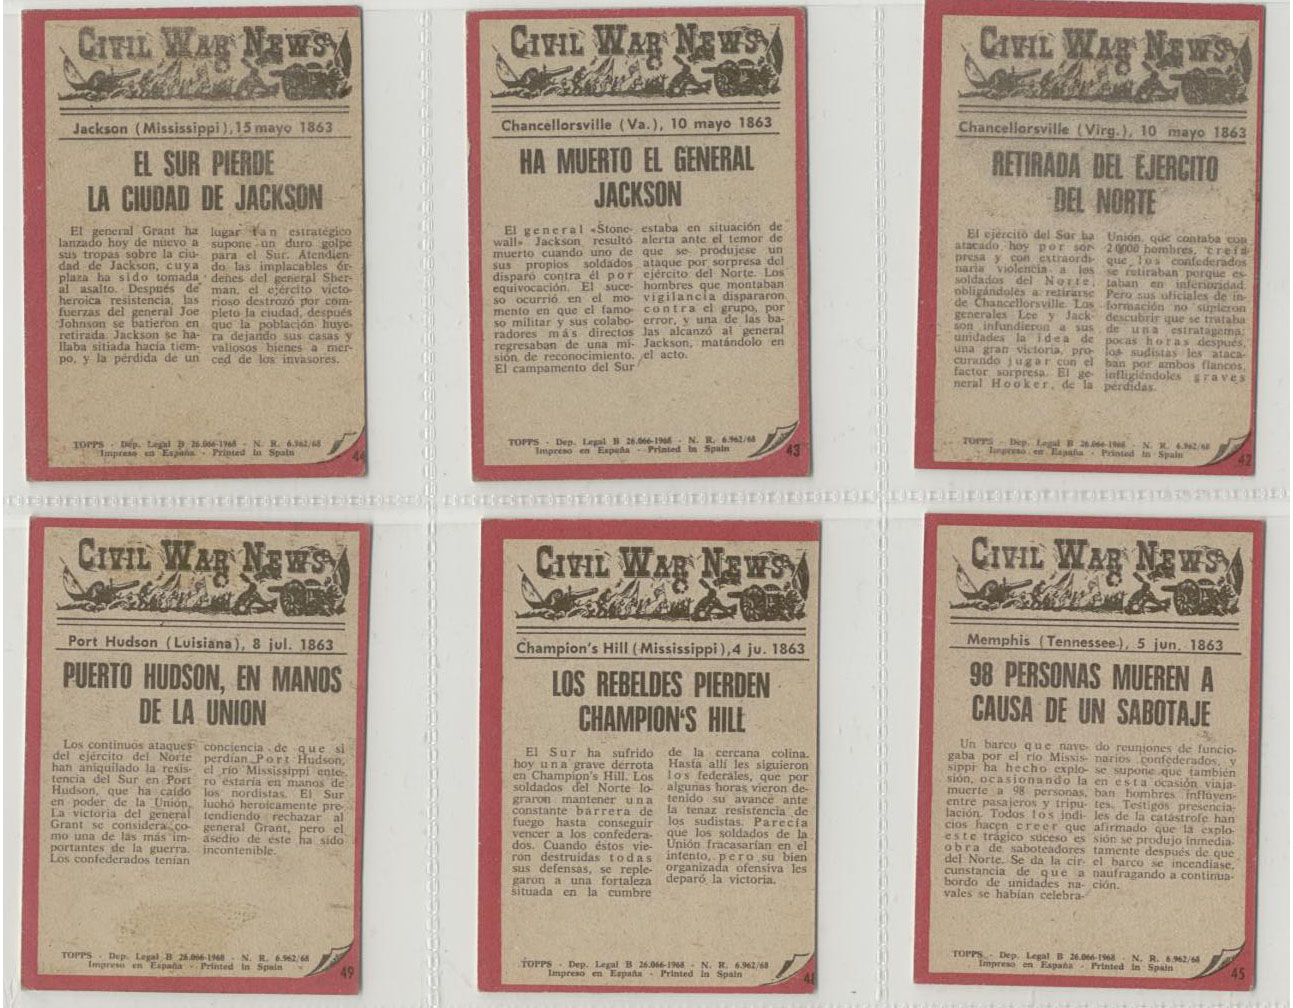 CIVIL WAR NEWS
Jackson (Mississippi), 15 mayo 1863
EL SUR PIERDE
LA CIUDAD DE JACKSON
El general Grant ha
lanzado hoy de nuevo a
sus tropas sobre la ciu-
dad de Jackson, cuya
plaza ha sido tomada
al asalto. Después de
heroica resistencia, las
fuerzas del general Joe
Johnson se batieron en
retirada. Jackson se ha-
llaba sitiada hacía tiem-
po, y la pérdida de un
lugar tan estratégico
supone un duro golpe
para el Sur. Atendien-
do las implacables ór-
denes del general Sher-
man, el ejército victo-
rioso destrozó por com-
pleto la ciudad, después
que la población huye-
ra dejando sus casas y
valiosos bienes a mer-
ced de los invasores.
TOPPS - Dep. Legal B 26.066-1968 - N. R. 6.962/68
Impreso en España - Printed in Spain
44
CIVIL WAR NEWS
Chancellorsville (Va.), 10 mayo 1863
HA MUERTO EL GENERAL
JACKSON
El general «Stone-
wall» Jackson resultó
muerto cuando uno de
sus propios soldados
disparó contra él por
equivocación. El suce-
so ocurrió en el mo-
mento en que el famo-
so militar y sus colabo-
radores más directos
regresaban de una mi-
sión de reconocimiento.
El campamento del Sur
estaba en situación de
alerta ante el temor de
que se produjese un
ataque por sorpresa del
ejército del Norte. Los
hombres que montaban
vigilancia dispararon
contra el grupo, por
error, y una de las ba-
las alcanzó al general
Jackson, matándolo en
el acto.
TOPPS - Dep. Legal B 26.066-1968 - N. R. 6.962/68
Impreso en España - Printed in Spain
43
CIVIL WAR NEWS
Chancellorsville (Virg.), 10 mayo 1863
RETIRADA DEL EJERCITO
DEL NORTE
El ejército del Sur ha
atacado hoy por sor-
presa y con extraordi-
naria violencia a los
soldados del Norte,
obligándoles a retirarse
de Chancellorsville. Los
generales Lee y Jack-
son infundieron a sus
unidades la idea de
una gran victoria, pro-
curando jugar con el
factor sorpresa. El ge-
neral Hooker, de la
Unión, que contaba con
20000 hombres, creía
que los confederados
se retiraban porque es-
taban en inferioridad.
Pero sus oficiales de in-
formación no supieron
descubrir que se trataba
de una estratagema;
pocas horas después,
los sudistas les ataca-
ban por ambos flancos,
infligiéndoles graves
pérdidas.
TOPPS - Dep. Legal B 26.066-1968 - N. R. 6.962/68
Impreso en España - Printed in Spain
42
CIVIL WAR NEWS
Port Hudson (Luisiana), 8 jul. 1863
PUERTO HUDSON, EN MANOS
DE LA UNION
Los continuos ataques
del ejército del Norte
han aniquilado la resis-
tencia del Sur en Port
Hudson, que ha caído
en poder de la Unión.
La victoria del general
Grant se considera co-
mo una de las más im-
portantes de la guerra.
Los confederados tenían
conciencia de que si
perdían Port Hudson,
el río Mississippi ente-
ro estaría en manos de
los nordistas. El Sur
luchó heroicamente pre-
tendiendo rechazar al
general Grant, pero el
asedio de este ha sido
incontenible.
TOPPS - Dep. Legal B 26.066-1968 - N. R. 6.962/68
Impreso en España - Printed in Spain
49
CIVIL WAR NEWS
Champion's Hill (Mississippi), 4 ju. 1863
LOS REBELDES PIERDEN
CHAMPION'S HILL
El Sur ha sufrido
hoy una grave derrota
en Champion's Hill. Los
soldados del Norte lo-
graron mantener una
constante barrera de
fuego hasta conseguir
vencer a los confedera-
dos. Cuando éstos vie-
ron destruidas todas
sus defensas, se reple-
garon a una fortaleza
situada en la cumbre
de la cercana colina.
Hasta allí les siguieron
los federales, que por
algunas horas vieron de-
tenido su avance ante
la tenaz resistencia de
los sudistas. Parecía
que los soldados de la
Unión fracasarían en el
intento, pero su bien
organizada ofensiva les
deparó la victoria.
TOPPS - Dep. Legal B 26.066-1968 - N. R. 6.962/68
Impreso en España - Printed in Spain
CIVIL WAR NEWS
Memphis (Tennessee), 5 jun. 1863
98 PERSONAS MUEREN A
CAUSA DE UN SABOTAJE
Un barco que nave-
gaba por el río Missis-
sippi ha hecho explo-
sión, ocasionando la
muerte a 98 personas,
entre pasajeros y tripu-
lación. Todos los indi-
cios hacen creer que
este trágico suceso es
obra de saboteadores
del Norte. Se da la cir-
cunstancia de que a
bordo de unidades na-
vales se habían celebra-
do reuniones de funcio-
narios confederados, y
se supone que también
en esta ocasión viaja-
ban hombres influyen-
tes. Testigos presencia-
les de la catástrofe han
afirmado que la explo-
sión se produjo inmedia-
tamente después de que
el barco se incendiase,
naufragando a continua-
ción.
TOPPS - Dep. Legal B 26.066-1968 - N. R. 6.962/68
Impreso en España - Printed in Spain
45